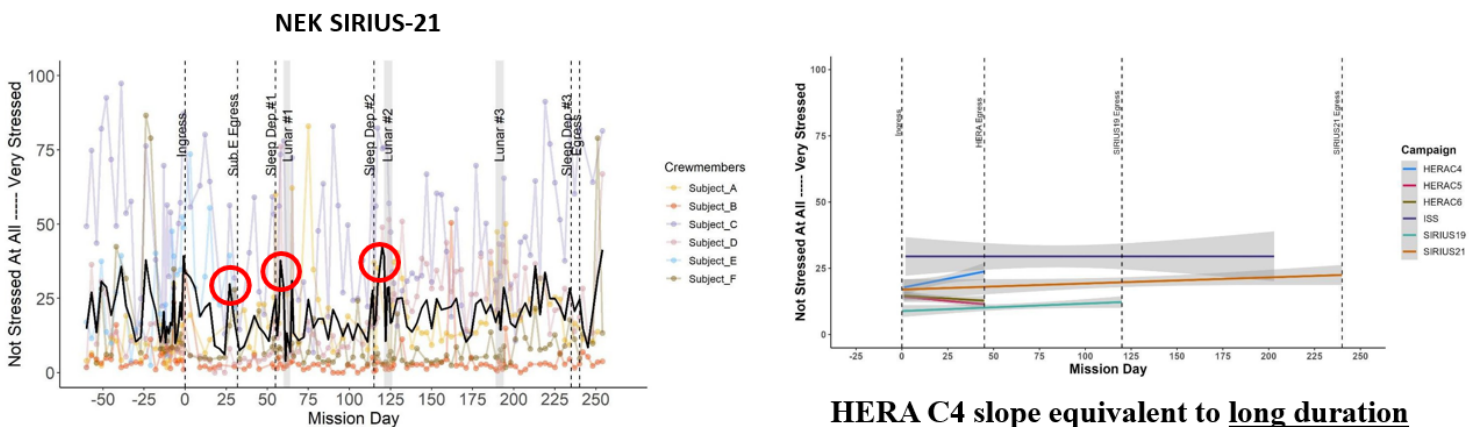 NEK SIRIUS-21
Not Stressed At All ----- Very Stressed
100
75
50
25
0
Ingress
Sub E Egress
Sleep Dep #1
Lunar #1
Sleep Dep #2
Lunar #2
Lunar #3
Sleep Dep #3
Egress
-50 -25 0 25 50 75 100 125 150 175 200 225 250
Mission Day
Crewmembers
Subject_A
Subject_B
Subject_C
Subject_D
Subject_E
Subject_F
Not Stressed At All ----- Very Stressed
100
75
50
25
0
Ingress
HERA Egress
SIRIUS19 Egress
SIRIUS21 Egress
-25 0 25 50 75 100 125 150 175 200 225 250
Mission Day
Campaign
HERAC4
HERAC5
HERAC6
ISS
SIRIUS19
SIRIUS21
HERA C4 slope equivalent to long duration